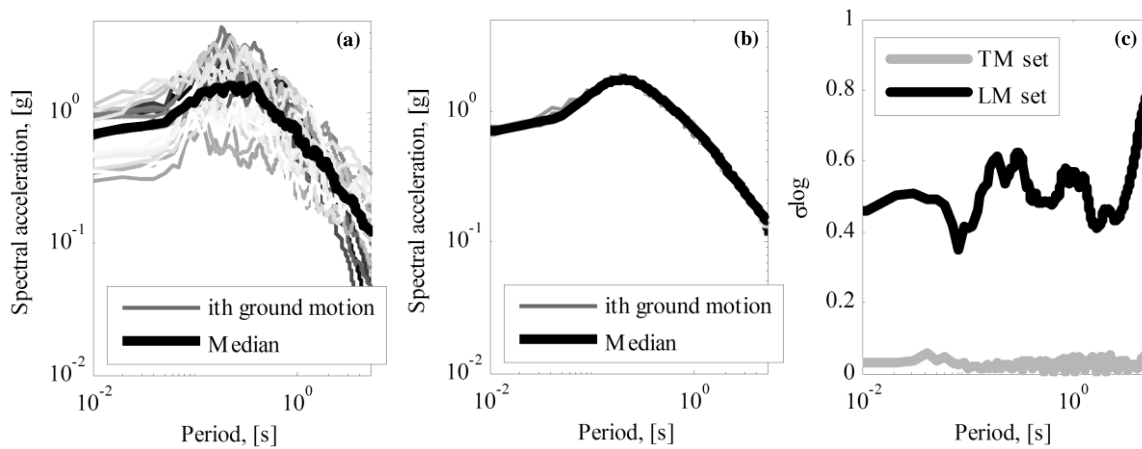 (a)
Spectral acceleration, [g]
10^0
10^-1
10^-2
ith ground motion
Median
10^-2
10^0
Period, [s]
(b)
Spectral acceleration, [g]
10^0
10^-1
10^-2
ith ground motion
Median
10^-2
10^0
Period, [s]
(c)
σlog
1
0.8
0.6
0.4
0.2
0
TM set
LM set
10^-2
10^0
Period, [s]